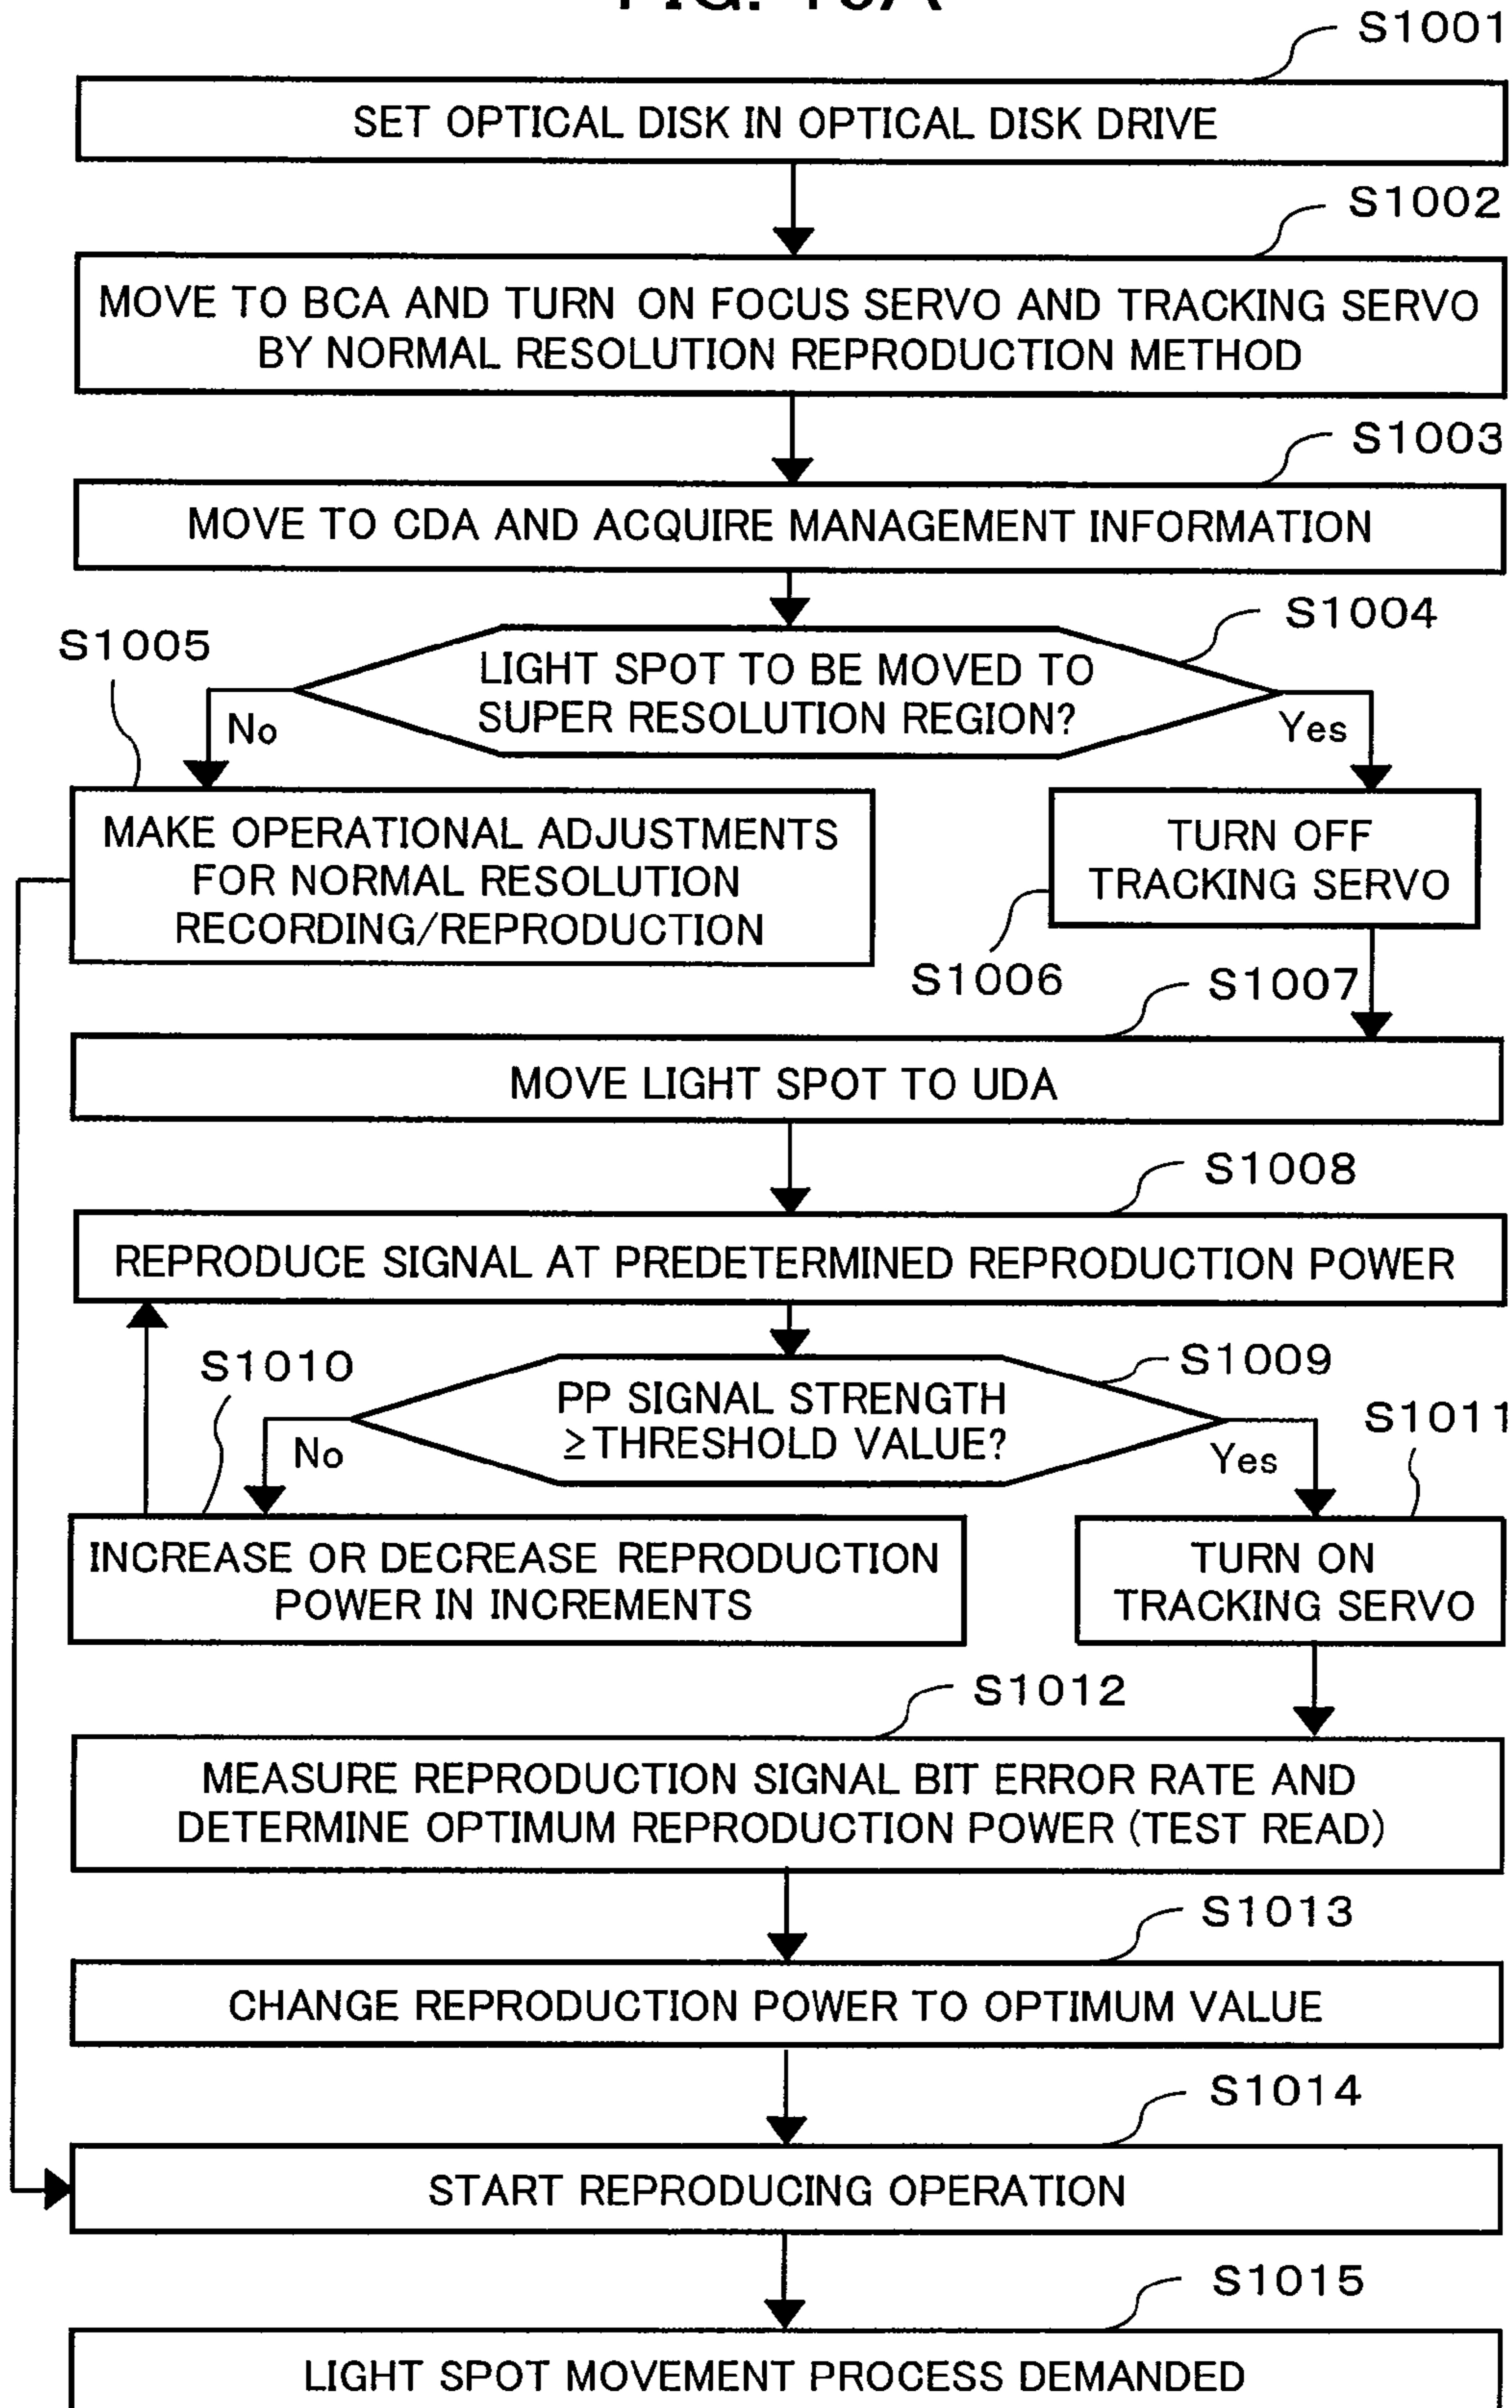 S1001
SET OPTICAL DISK IN OPTICAL DISK DRIVE
S1002
MOVE TO BCA AND TURN ON FOCUS SERVO AND TRACKING SERVO
BY NORMAL RESOLUTION REPRODUCTION METHOD
S1003
MOVE TO CDA AND ACQUIRE MANAGEMENT INFORMATION
S1004
LIGHT SPOT TO BE MOVED TO
SUPER RESOLUTION REGION?
S1005
No
Yes
MAKE OPERATIONAL ADJUSTMENTS
FOR NORMAL RESOLUTION
RECORDING/REPRODUCTION
TURN OFF
TRACKING SERVO
S1006
S1007
MOVE LIGHT SPOT TO UDA
S1008
REPRODUCE SIGNAL AT PREDETERMINED REPRODUCTION POWER
S1009
PP SIGNAL STRENGTH
≥THRESHOLD VALUE?
S1010
No
Yes
S1011
INCREASE OR DECREASE REPRODUCTION
POWER IN INCREMENTS
TURN ON
TRACKING SERVO
S1012
MEASURE REPRODUCTION SIGNAL BIT ERROR RATE AND
DETERMINE OPTIMUM REPRODUCTION POWER (TEST READ)
S1013
CHANGE REPRODUCTION POWER TO OPTIMUM VALUE
S1014
START REPRODUCING OPERATION
S1015
LIGHT SPOT MOVEMENT PROCESS DEMANDED